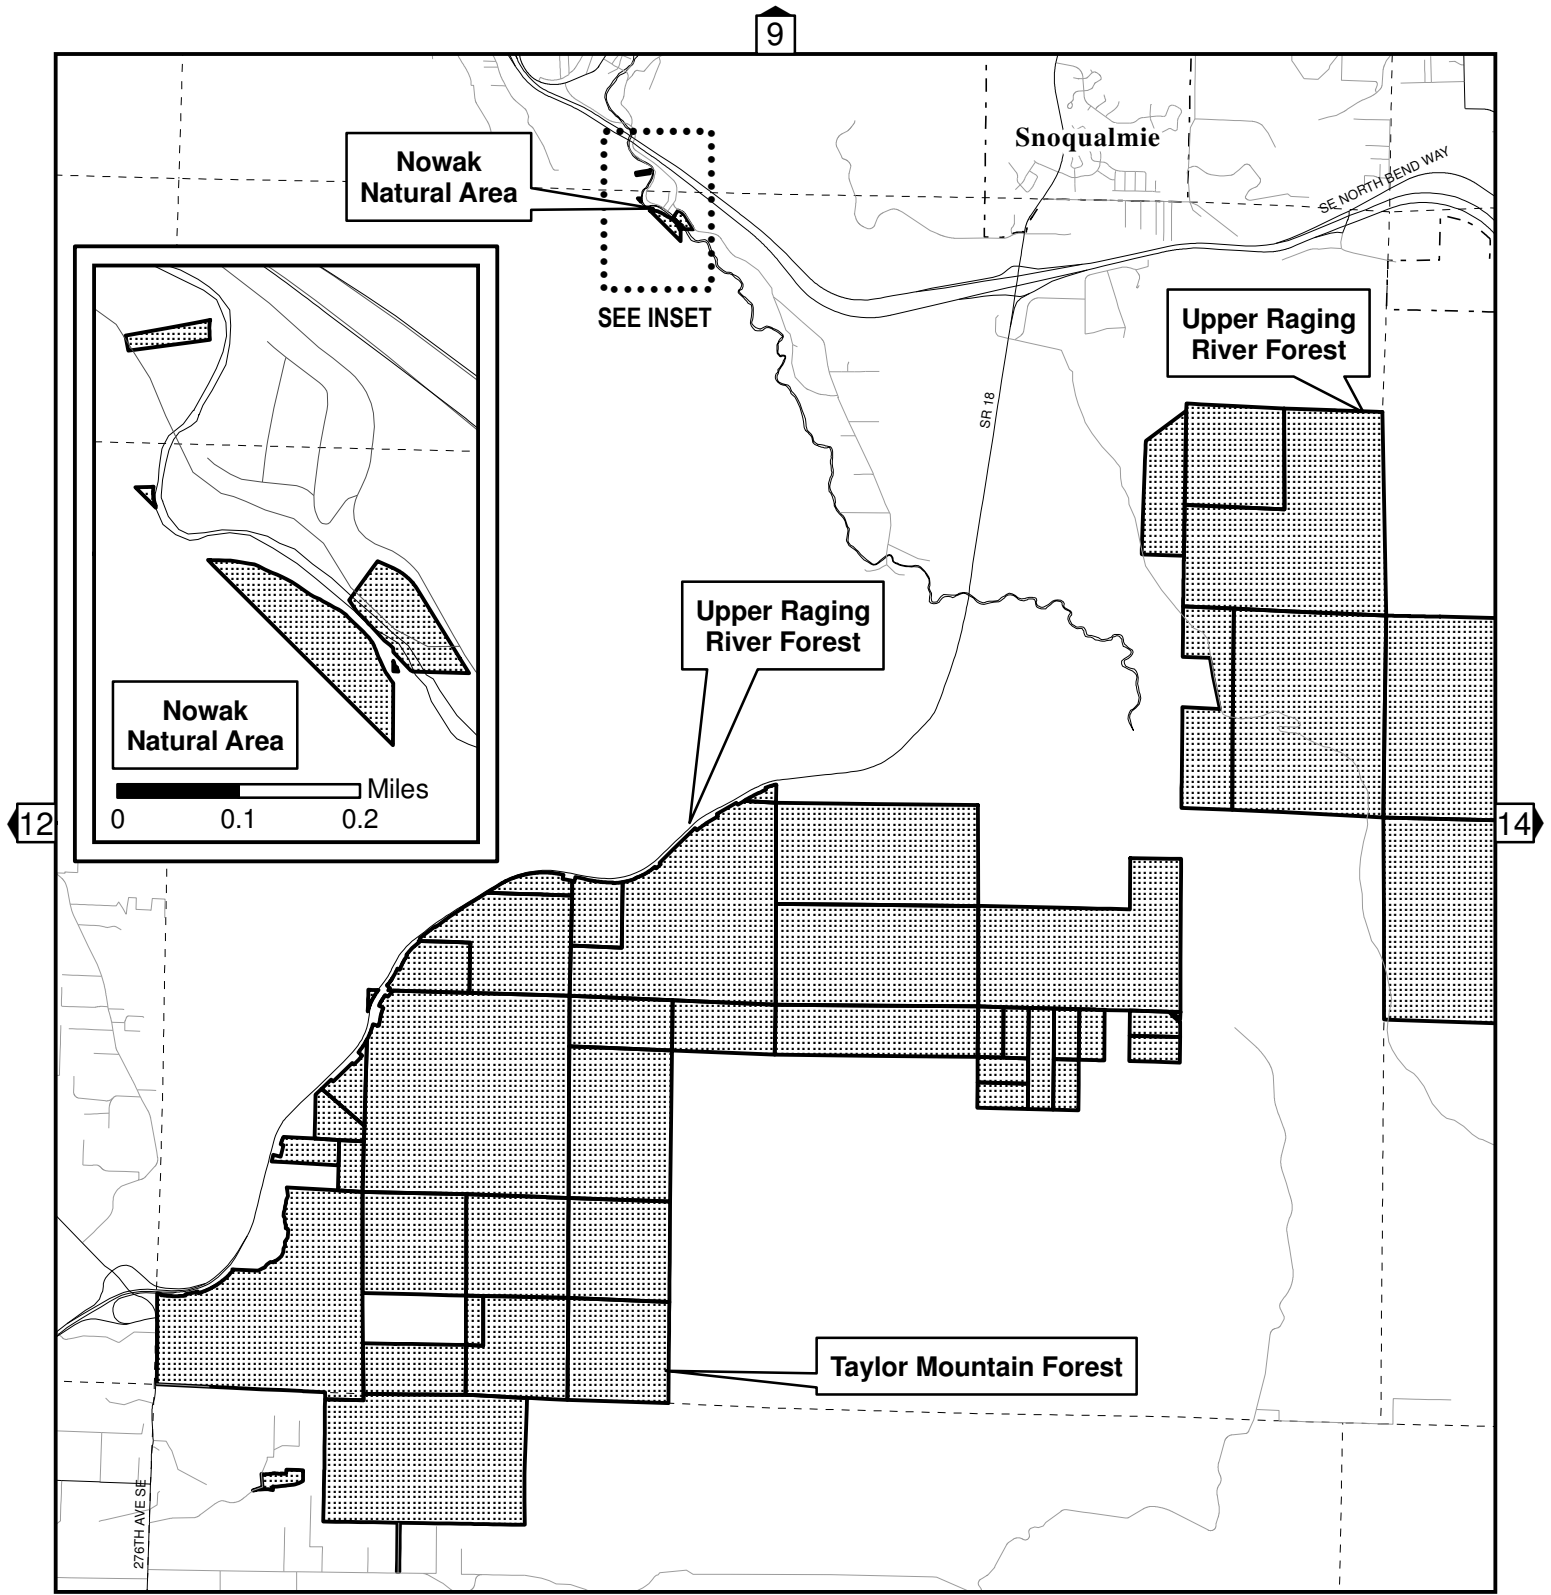 9
Snoqualmie
Nowak
Natural Area
SE NORTH BEND WAY
SEE INSET
Upper Raging
River Forest
SR 18
Upper Raging
River Forest
Nowak
Natural Area
Miles
0 0.1 0.2
12
14
Taylor Mountain Forest
276TH AVE SE